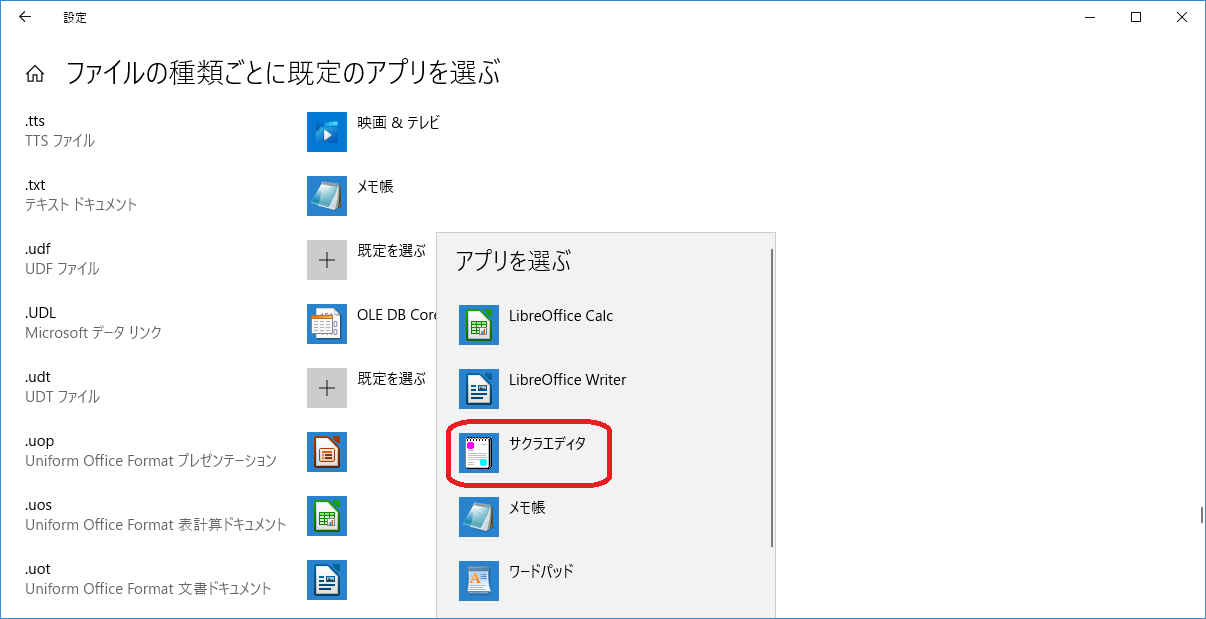 設定
ファイルの種類ごとに既定のアプリを選ぶ
.tts
TTS ファイル
映画 & テレビ
.txt
テキスト ドキュメント
メモ帳
.udf
UDF ファイル
既定を選ぶ
.UDL
Microsoft データ リンク
OLE DB Core
.udt
UDT ファイル
既定を選ぶ
.uop
Uniform Office Format プレゼンテーション
.uos
Uniform Office Format 表計算ドキュメント
.uot
Uniform Office Format 文書ドキュメント
アプリを選ぶ
LibreOffice Calc
LibreOffice Writer
サクラエディタ
メモ帳
ワードパッド